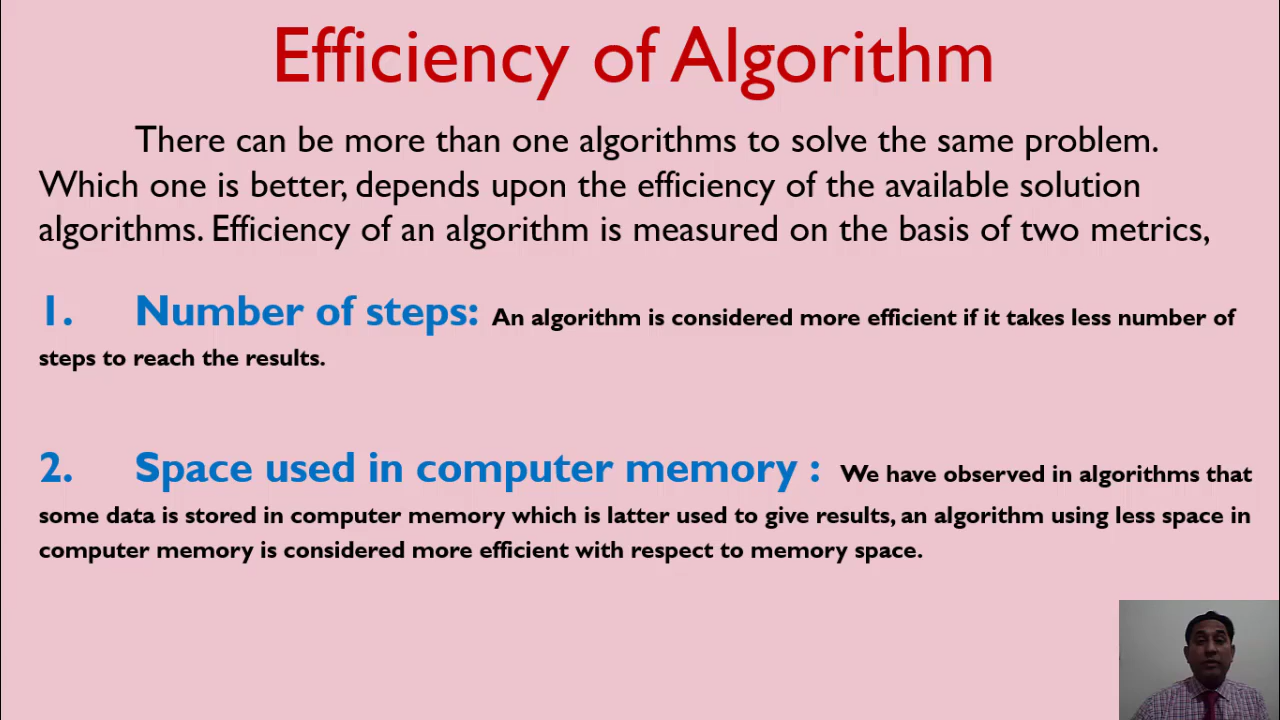 Efficiency of Algorithm
There can be more than one algorithms to solve the same problem.
Which one is better, depends upon the efficiency of the available solution
algorithms. Efficiency of an algorithm is measured on the basis of two metrics,
1. Number of steps: An algorithm is considered more efficient if it takes less number of
steps to reach the results.
2. Space used in computer memory : We have observed in algorithms that
some data is stored in computer memory which is latter used to give results, an algorithm using less space in
computer memory is considered more efficient with respect to memory space.